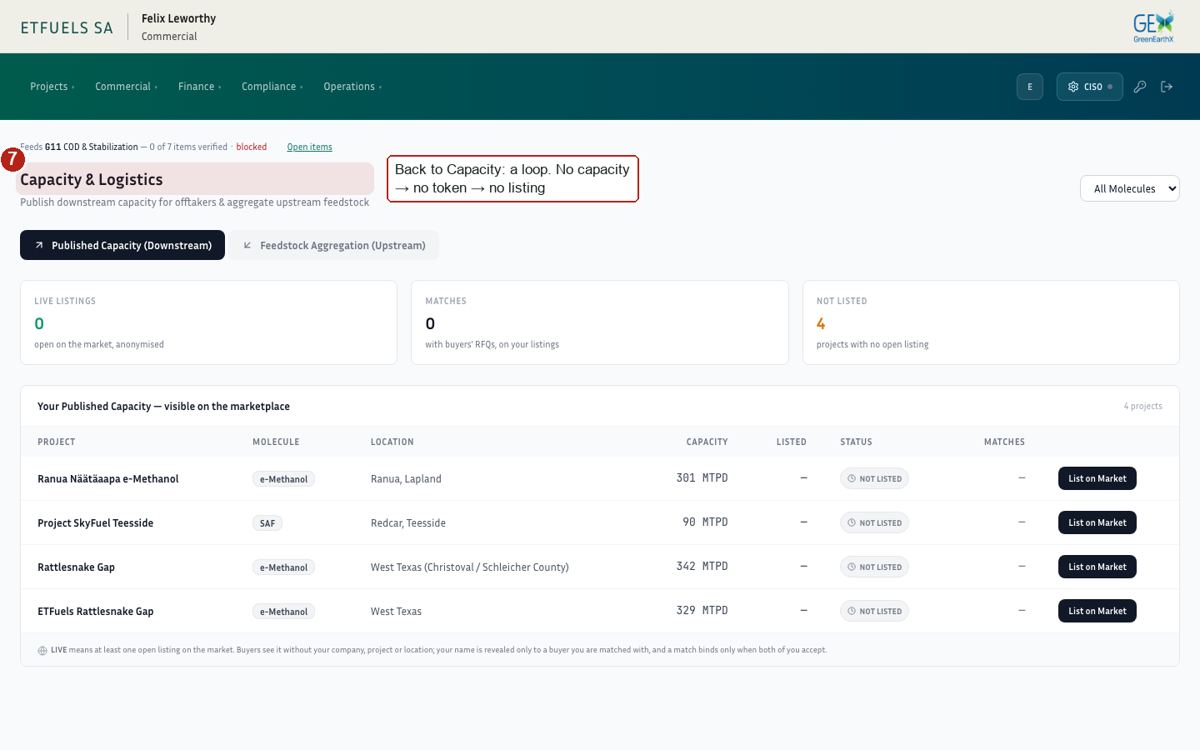 ETFUELS SA
Felix Leworthy
Commercial
GEX
GreenEarthX
Projects
Commercial
Finance
Compliance
Operations
E
CISO
Feeds G11 COD & Stabilization — 0 of 7 items verified · blocked Open items
7
Capacity & Logistics
Publish downstream capacity for offtakers & aggregate upstream feedstock
Back to Capacity: a loop. No capacity
→ no token → no listing
All Molecules
Published Capacity (Downstream)
Feedstock Aggregation (Upstream)
LIVE LISTINGS
0
open on the market, anonymised
MATCHES
0
with buyers' RFQs, on your listings
NOT LISTED
4
projects with no open listing
Your Published Capacity — visible on the marketplace
4 projects
PROJECT MOLECULE LOCATION CAPACITY LISTED STATUS MATCHES
Ranua Näätäaapa e-Methanol e-Methanol Ranua, Lapland 301 MTPD — NOT LISTED — List on Market
Project SkyFuel Teesside SAF Redcar, Teesside 90 MTPD — NOT LISTED — List on Market
Rattlesnake Gap e-Methanol West Texas (Christoval / Schleicher County) 342 MTPD — NOT LISTED — List on Market
ETFuels Rattlesnake Gap e-Methanol West Texas 329 MTPD — NOT LISTED — List on Market
LIVE means at least one open listing on the market. Buyers see it without your company, project or location; your name is revealed only to a buyer you are matched with, and a match binds only when both of you accept.